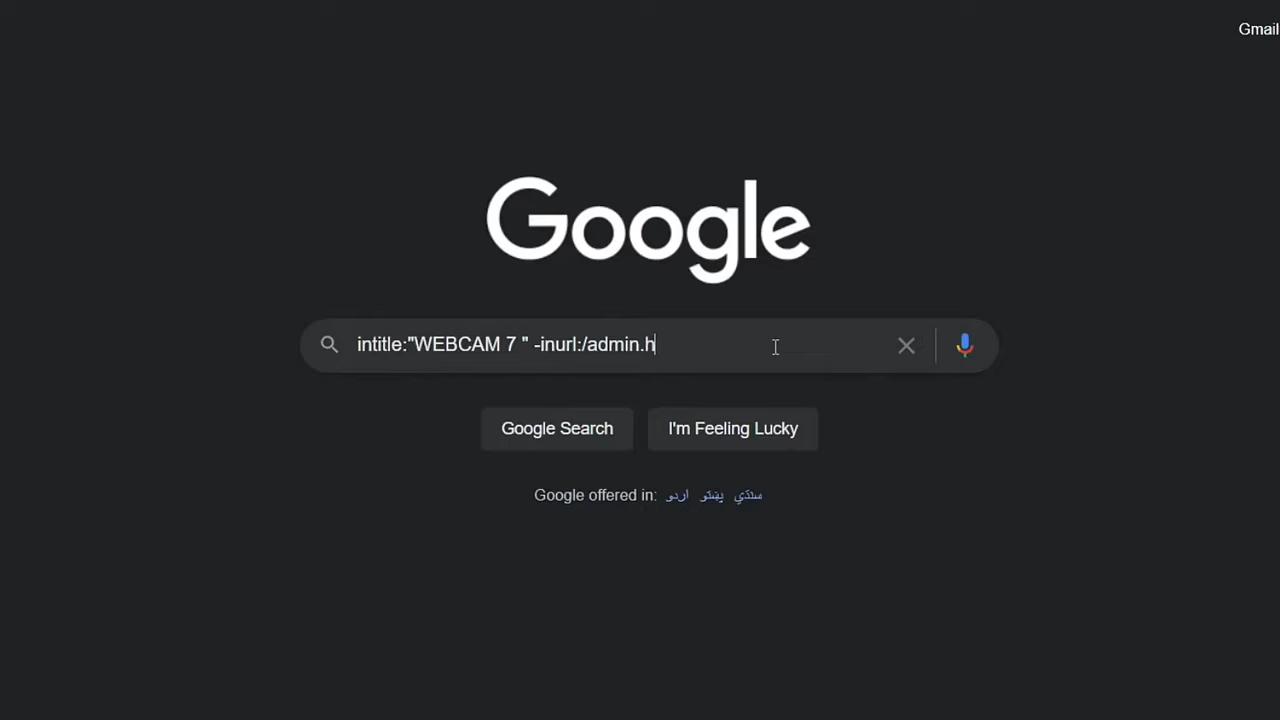 Gmail
Google
intitle:"WEBCAM 7 " -inurl:/admin.h
Google Search
I'm Feeling Lucky
Google offered in: اردو پښتو سنڌي